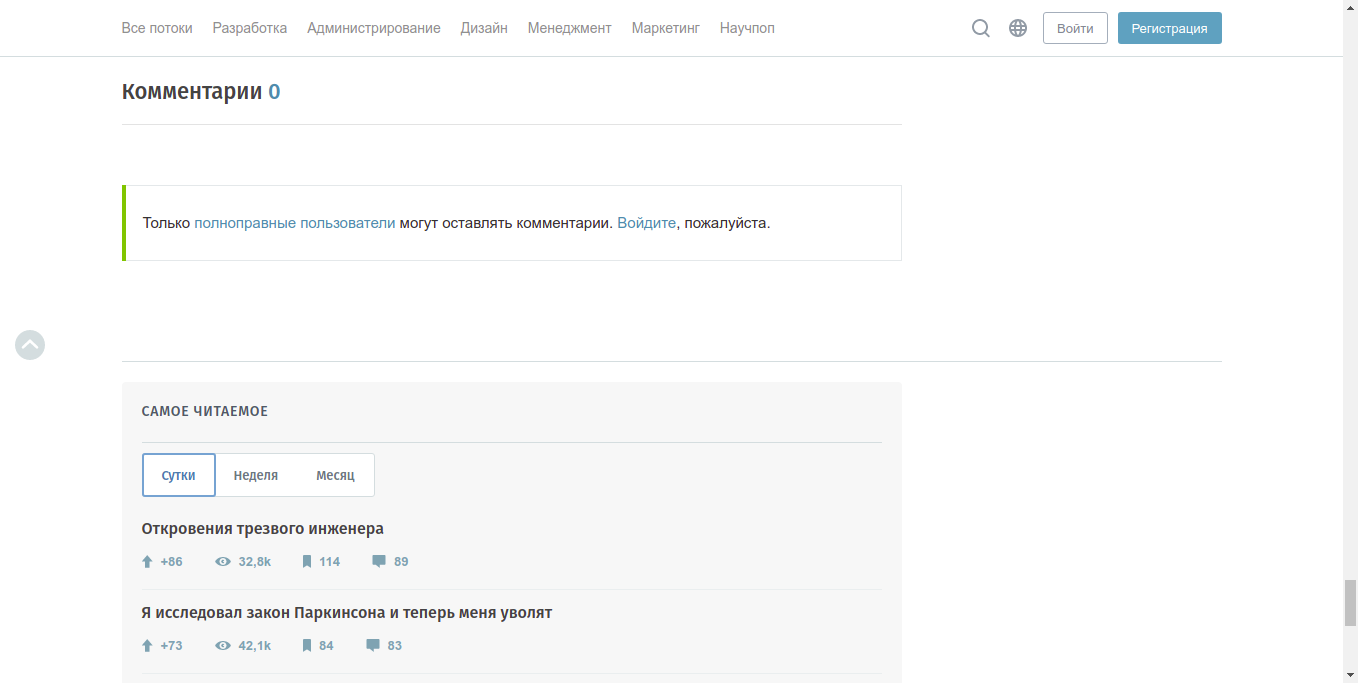 Все потоки Разработка Администрирование Дизайн Менеджмент Маркетинг Научпоп Войти Регистрация
Комментарии 0
Только полноправные пользователи могут оставлять комментарии. Войдите, пожалуйста.
САМОЕ ЧИТАЕМОЕ
Сутки Неделя Месяц
Откровения трезвого инженера
+86 32,8k 114 89
Я исследовал закон Паркинсона и теперь меня уволят
+73 42,1k 84 83